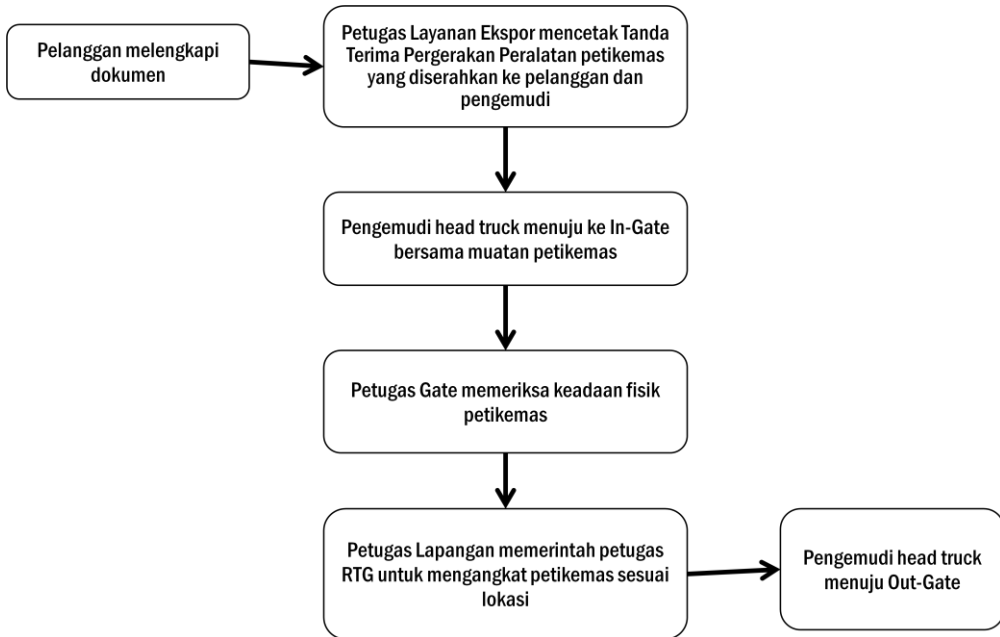 Pelanggan melengkapi
dokumen
Petugas Layanan Ekspor mencetak Tanda
Terima Pergerakan Peralatan petikemas
yang diserahkan ke pelanggan dan
pengemudi
Pengemudi head truck menuju ke In-Gate
bersama muatan petikemas
Petugas Gate memeriksa keadaan fisik
petikemas
Petugas Lapangan memerintah petugas
RTG untuk mengangkat petikemas sesuai
lokasi
Pengemudi head truck
menuju Out-Gate